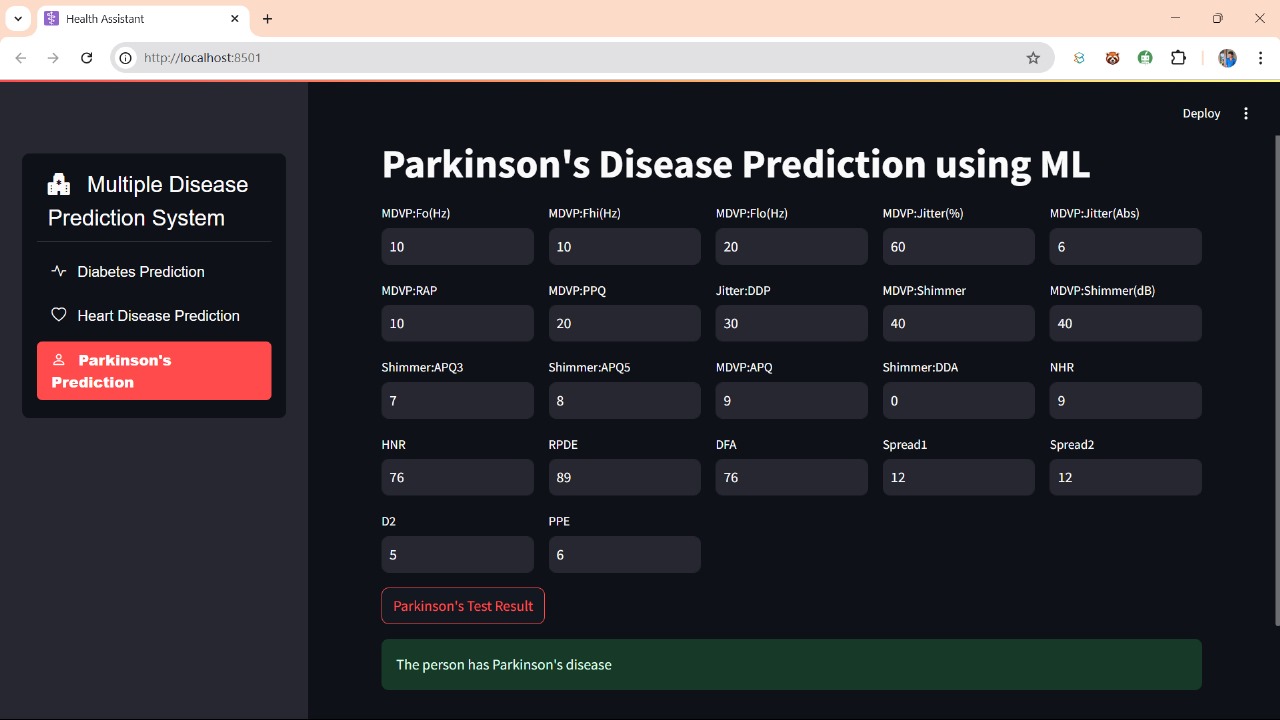 Health Assistant
http://localhost:8501
Deploy
Multiple Disease
Prediction System
Diabetes Prediction
Heart Disease Prediction
Parkinson's
Prediction
Parkinson's Disease Prediction using ML
MDVP:Fo(Hz) MDVP:Fhi(Hz) MDVP:Flo(Hz) MDVP:Jitter(%) MDVP:Jitter(Abs)
10 10 20 60 6
MDVP:RAP MDVP:PPQ Jitter:DDP MDVP:Shimmer MDVP:Shimmer(dB)
10 20 30 40 40
Shimmer:APQ3 Shimmer:APQ5 MDVP:APQ Shimmer:DDA NHR
7 8 9 0 9
HNR RPDE DFA Spread1 Spread2
76 89 76 12 12
D2 PPE
5 6
Parkinson's Test Result
The person has Parkinson's disease